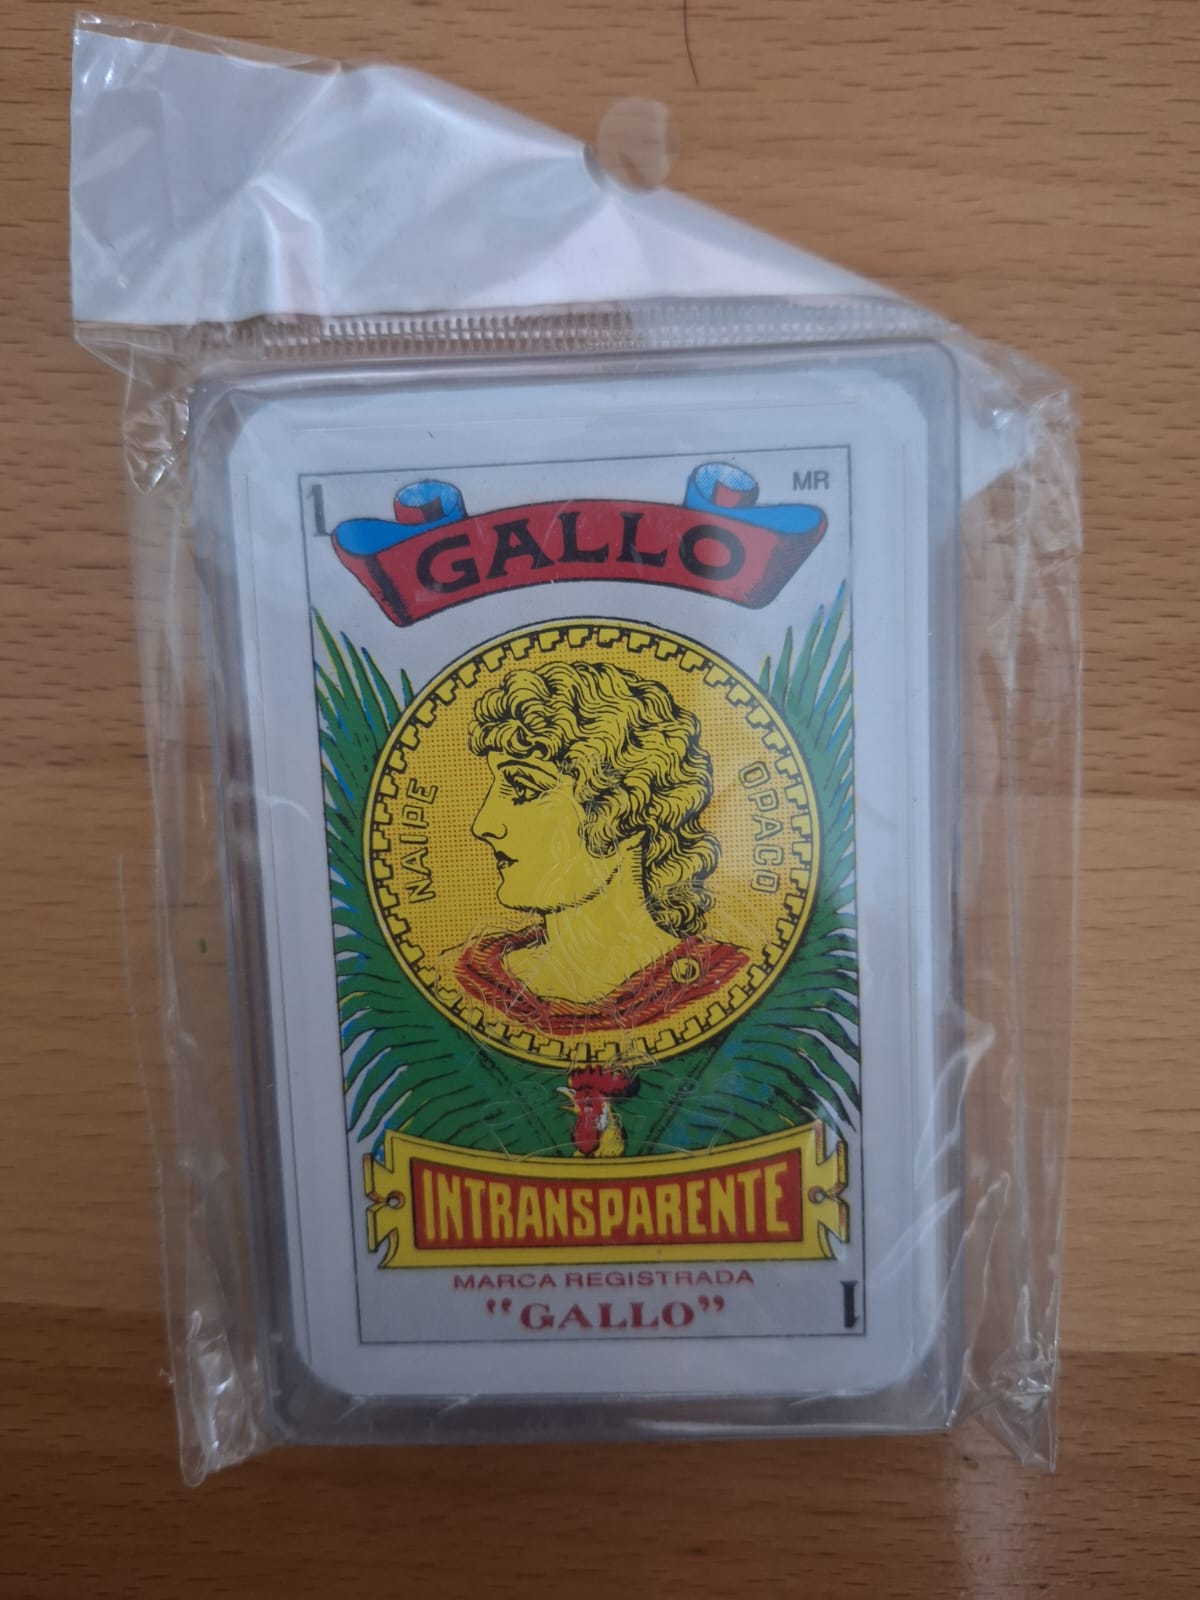 1
MR
GALLO
NAIPE
OPACO
INTRANSPARENTE
MARCA REGISTRADA
“GALLO”
1